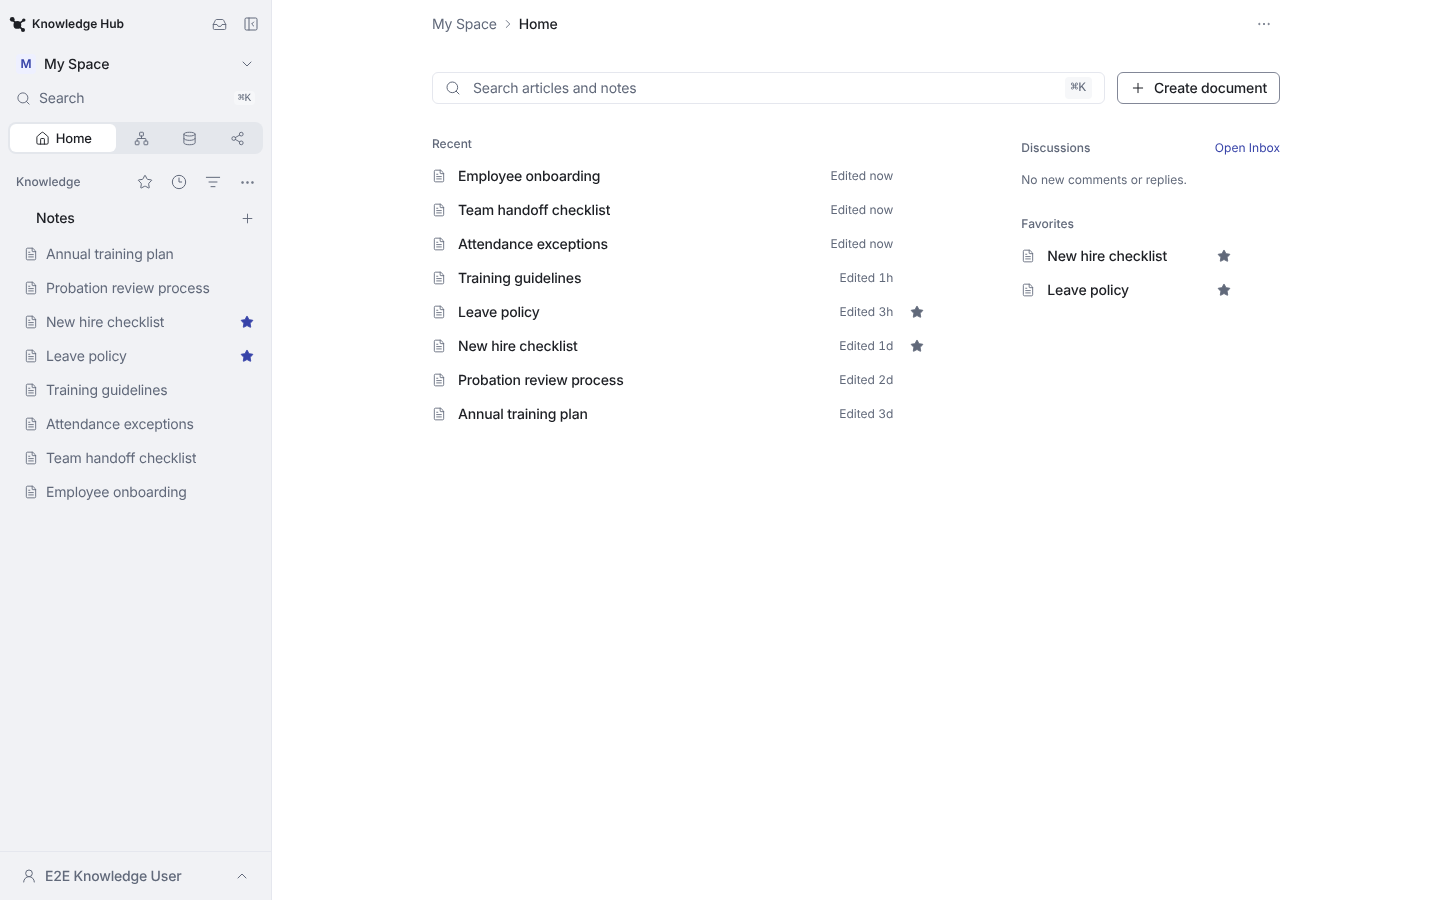 Knowledge Hub
M My Space
Search ⌘K
Home
Knowledge
Notes
Annual training plan
Probation review process
New hire checklist
Leave policy
Training guidelines
Attendance exceptions
Team handoff checklist
Employee onboarding
E2E Knowledge User
My Space > Home
Search articles and notes ⌘K
Create document
Recent
Employee onboarding Edited now
Team handoff checklist Edited now
Attendance exceptions Edited now
Training guidelines Edited 1h
Leave policy Edited 3h
New hire checklist Edited 1d
Probation review process Edited 2d
Annual training plan Edited 3d
Discussions Open Inbox
No new comments or replies.
Favorites
New hire checklist
Leave policy